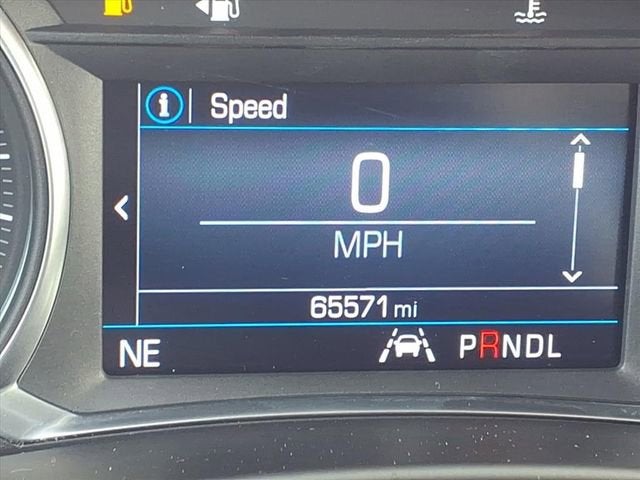 i Speed
0
MPH
65571 mi
NE PRNDL